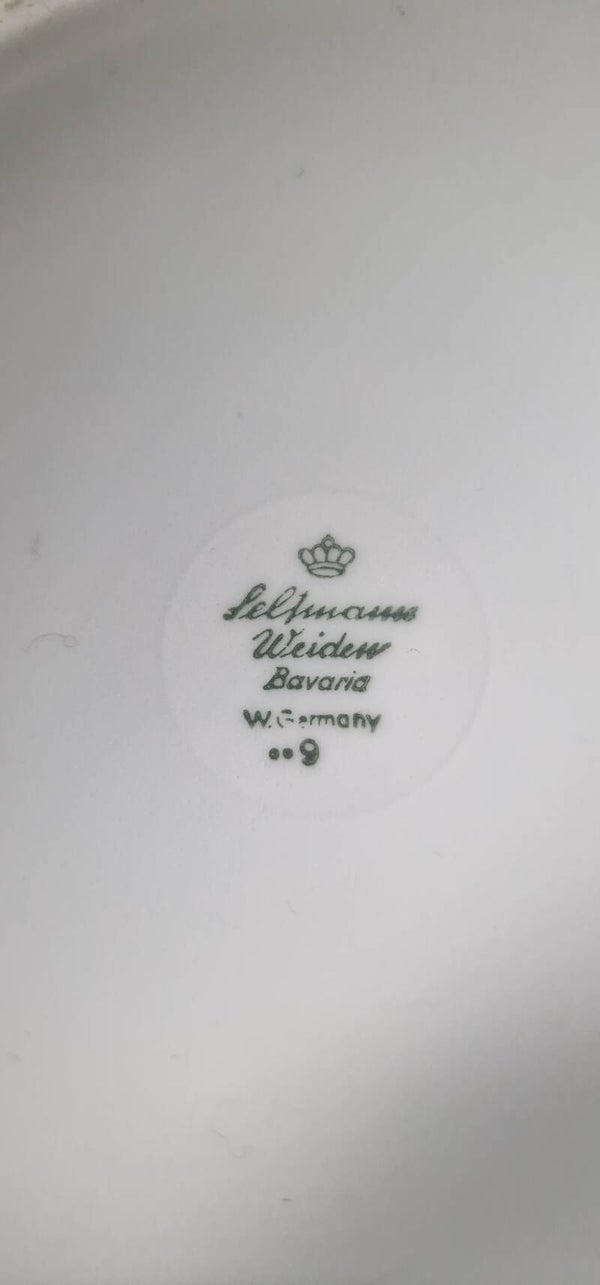 Seltmann
Weiden
Bavaria
W. Germany
••9